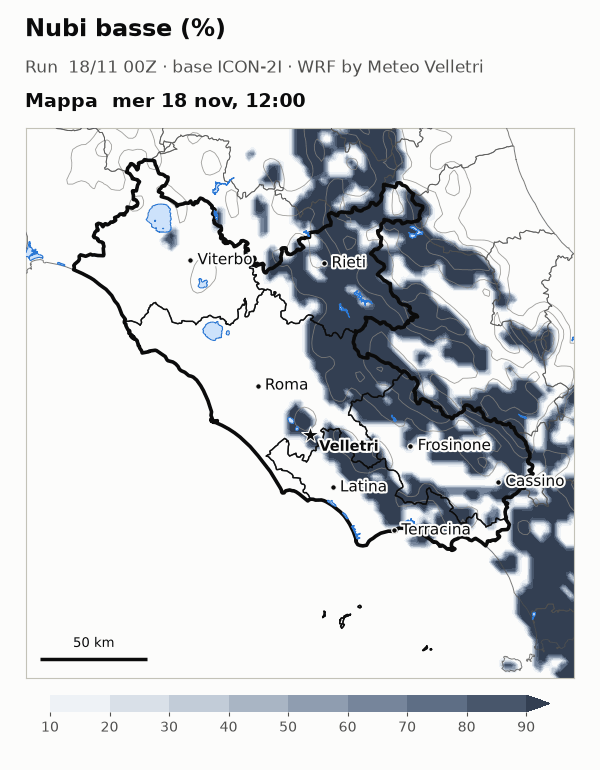 Nubi basse (%)
Run  18/11 00Z · base ICON-2I · WRF by Meteo Velletri
Mappa  mer 18 nov, 12:00
Viterbo
Rieti
Roma
Velletri
Frosinone
Cassino
Latina
Terracina
50 km
10 20 30 40 50 60 70 80 90